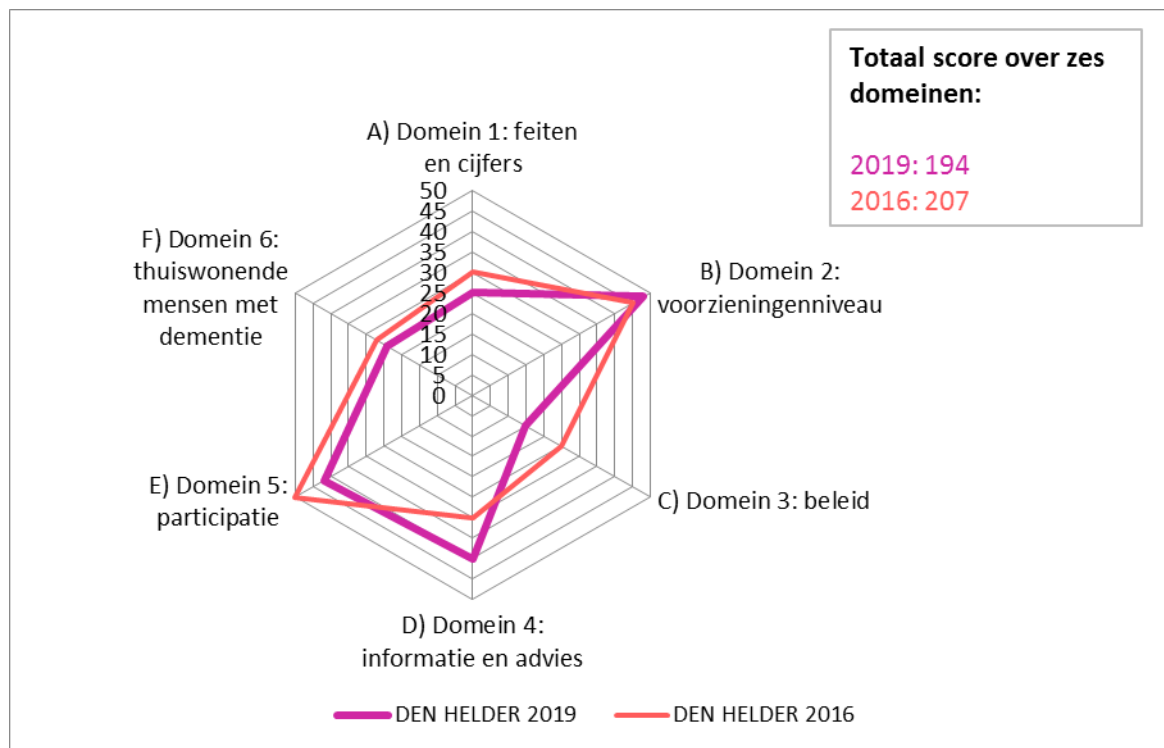 Totaal score over zes
domeinen:
2019: 194
2016: 207
A) Domein 1: feiten
en cijfers
50
45
40
35
30
25
20
15
10
5
0
F) Domein 6:
thuiswonende
mensen met
dementie
B) Domein 2:
voorzieningenniveau
E) Domein 5:
participatie
C) Domein 3: beleid
D) Domein 4:
informatie en advies
DEN HELDER 2019
DEN HELDER 2016